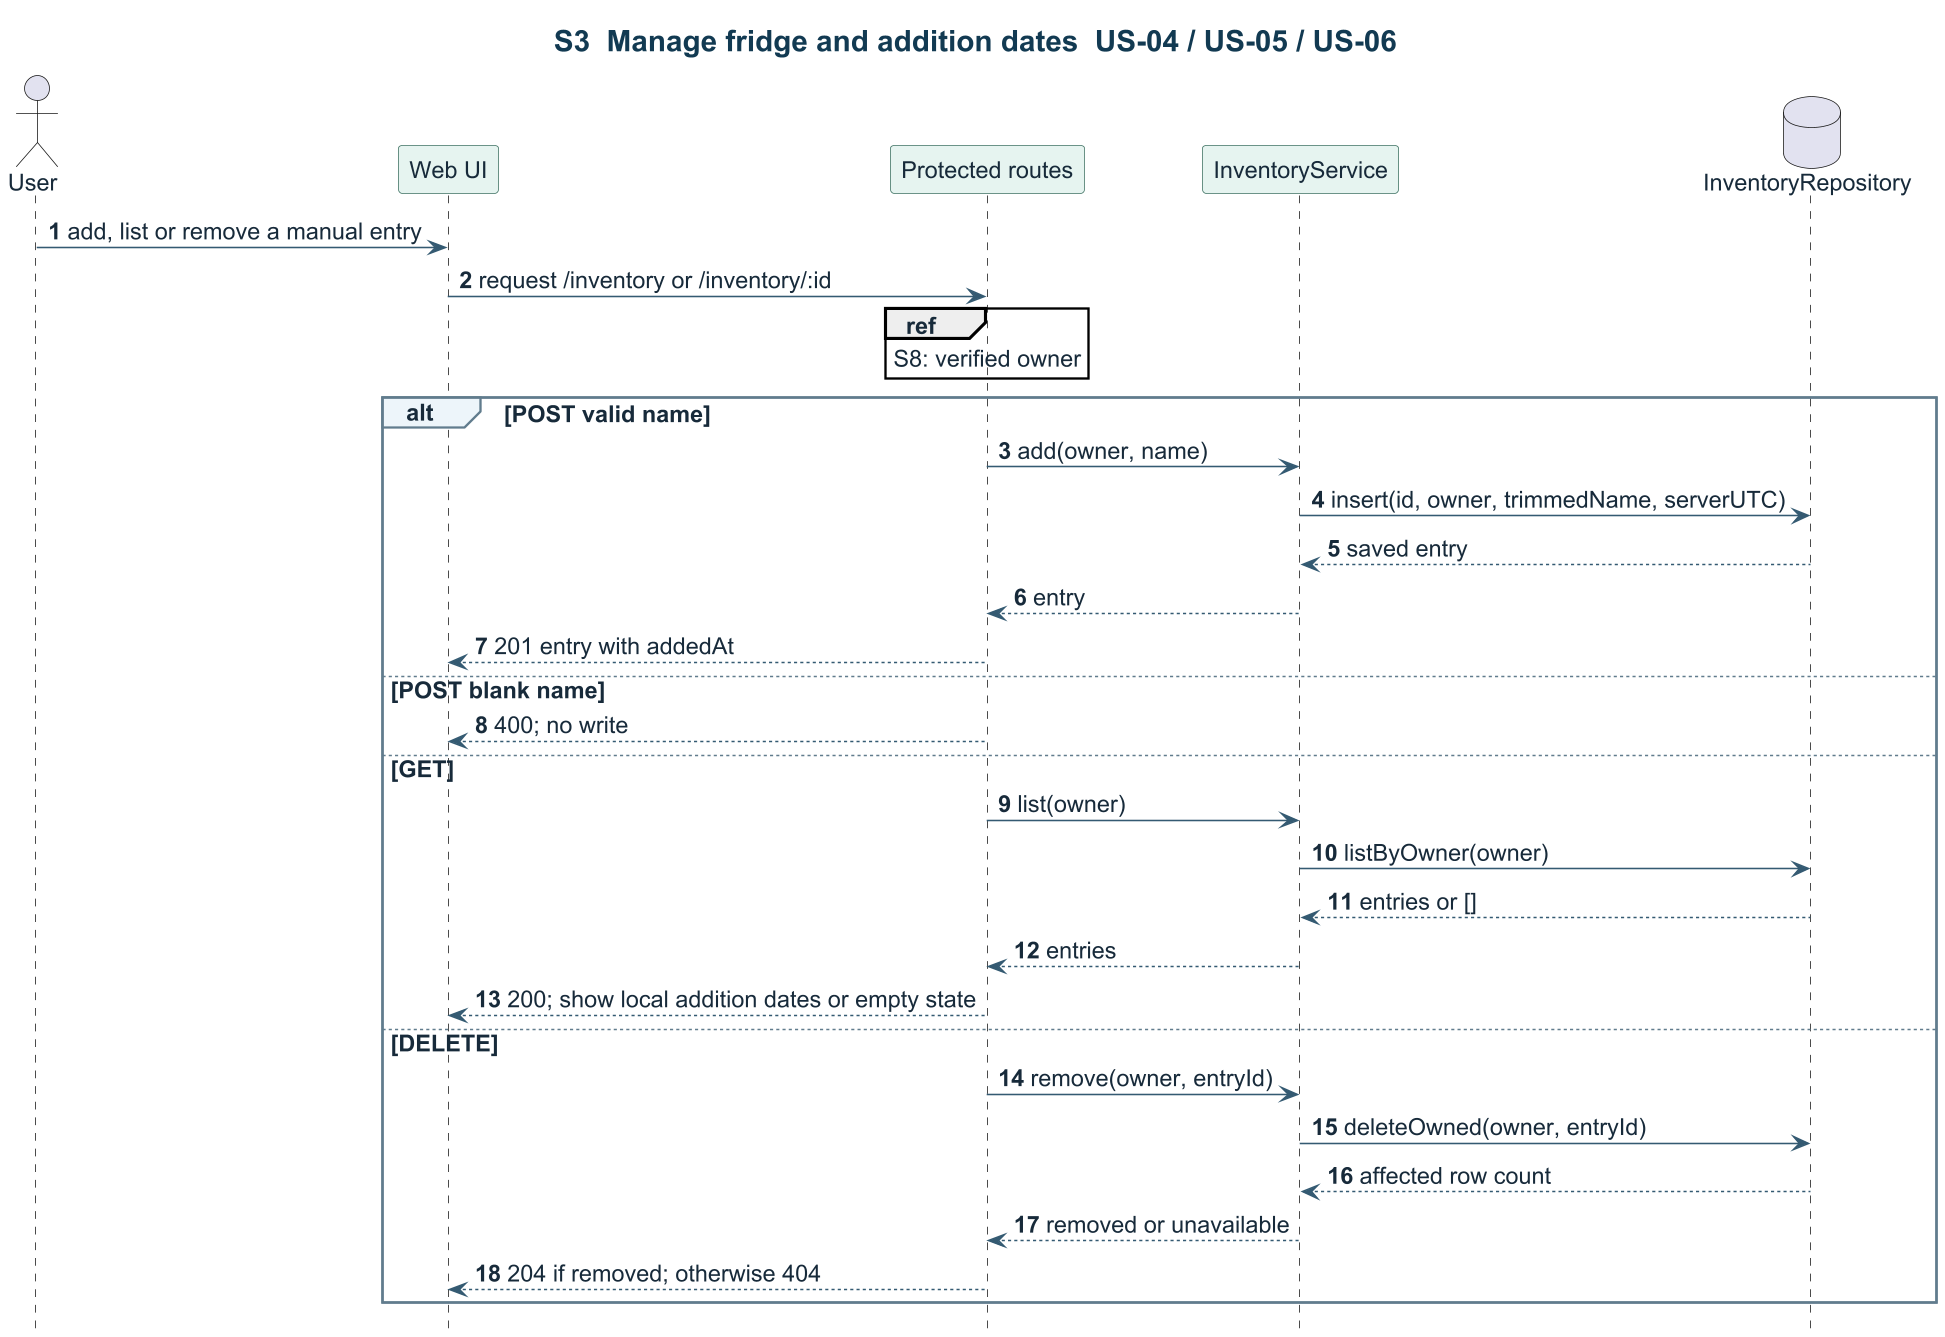 S3  Manage fridge and addition dates  US-04 / US-05 / US-06
User
Web UI
Protected routes
InventoryService
InventoryRepository
1 add, list or remove a manual entry
2 request /inventory or /inventory/:id
ref
S8: verified owner
alt [POST valid name]
3 add(owner, name)
4 insert(id, owner, trimmedName, serverUTC)
5 saved entry
6 entry
7 201 entry with addedAt
[POST blank name]
8 400; no write
[GET]
9 list(owner)
10 listByOwner(owner)
11 entries or []
12 entries
13 200; show local addition dates or empty state
[DELETE]
14 remove(owner, entryId)
15 deleteOwned(owner, entryId)
16 affected row count
17 removed or unavailable
18 204 if removed; otherwise 404